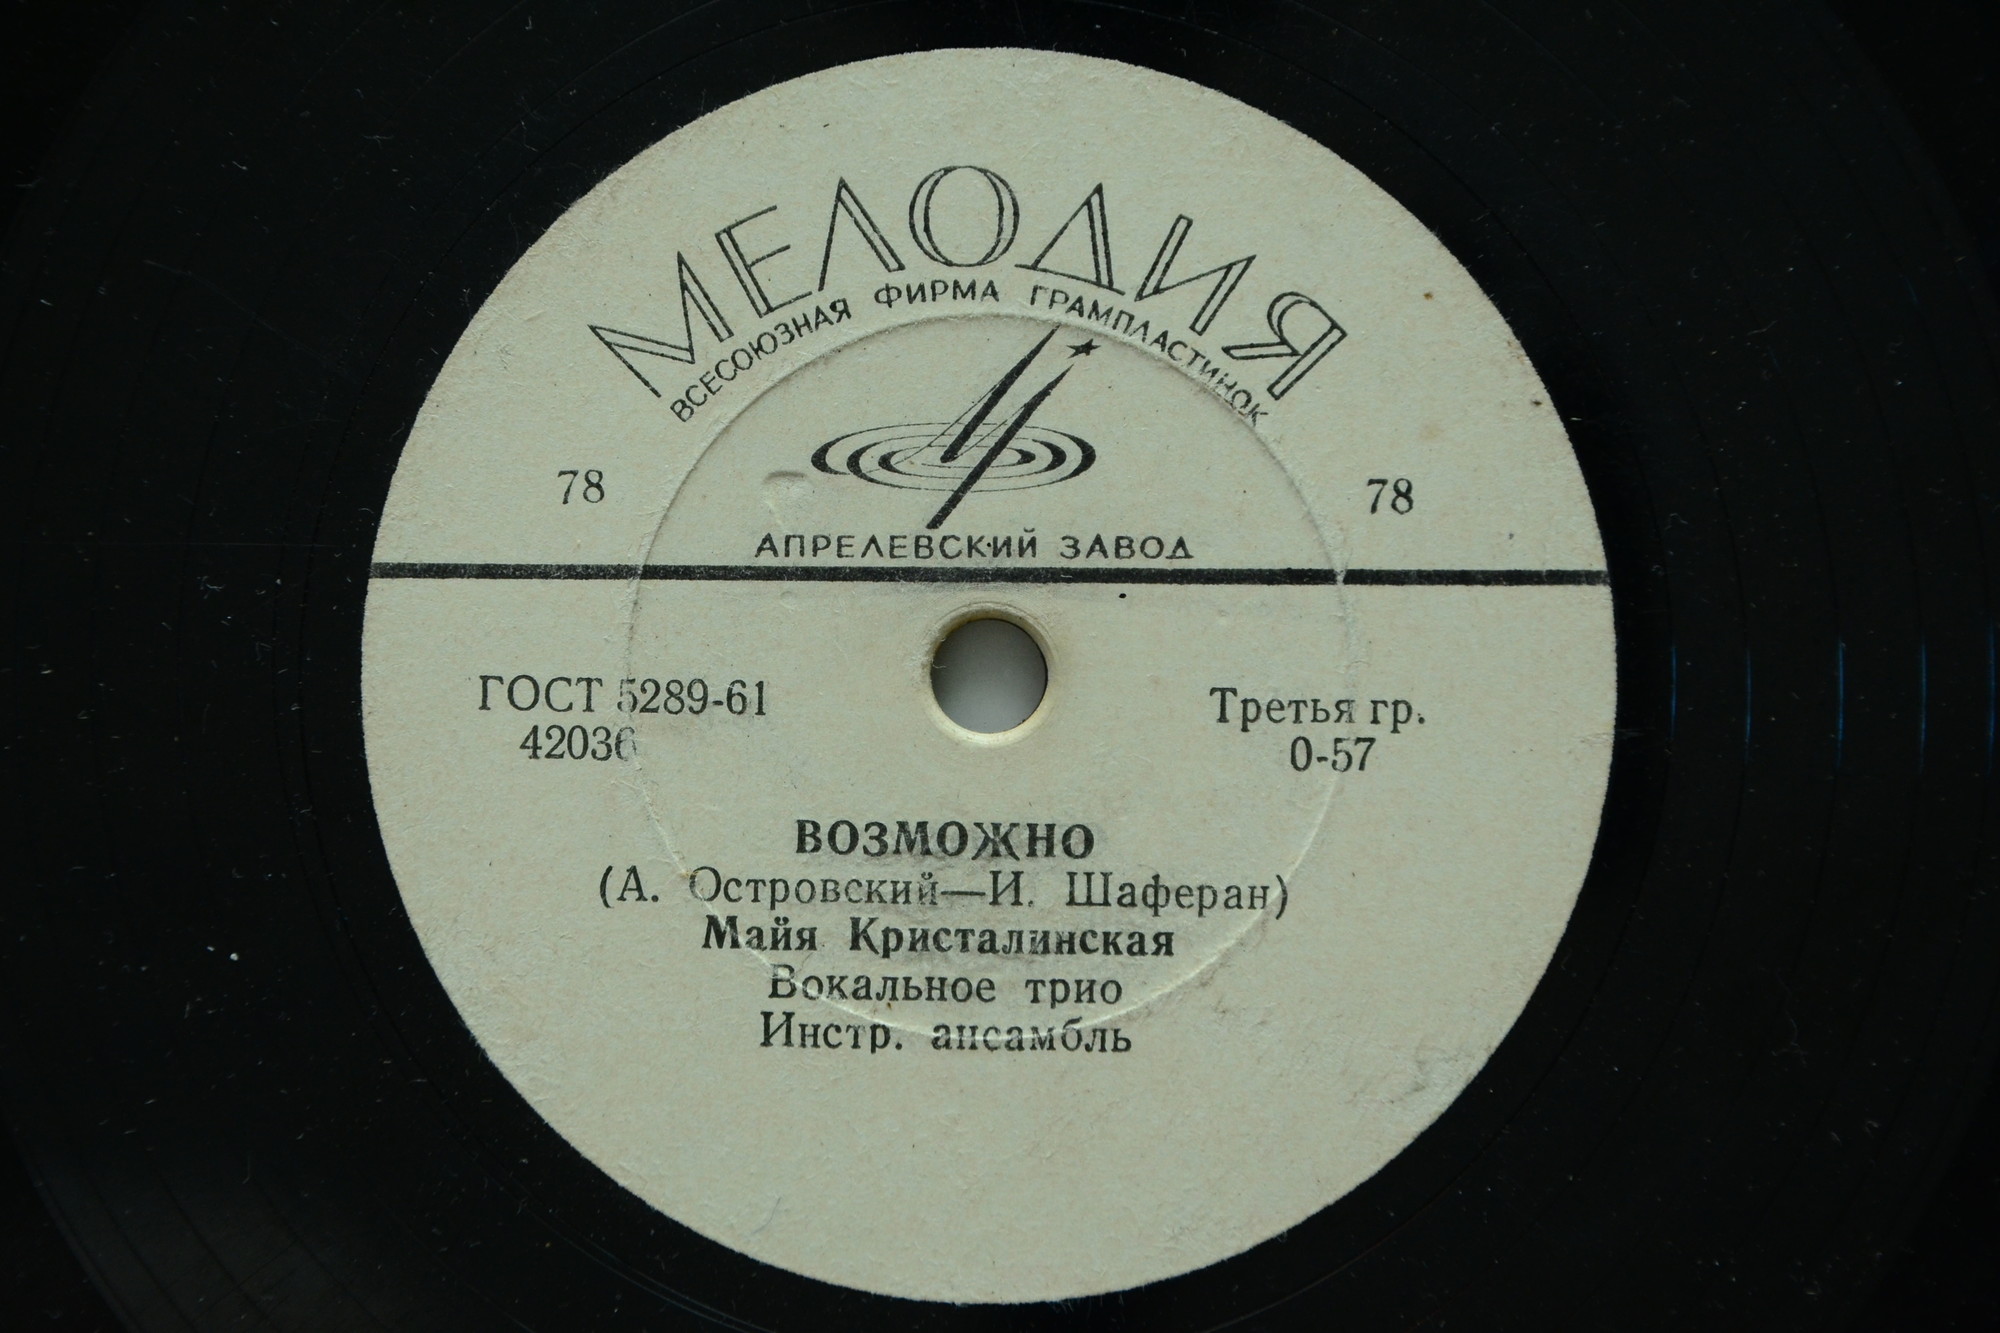 МЕЛОДИЯ
ВСЕСОЮЗНАЯ ФИРМА ГРАМПЛАСТИНОК
78 78
АПРЕЛЕВСКИЙ ЗАВОД
ГОСТ 5289-61 Третья гр.
42036 0-57
ВОЗМОЖНО
(А. Островский—И. Шаферан)
Майя Кристалинская
Вокальное трио
Инстр. ансамбль